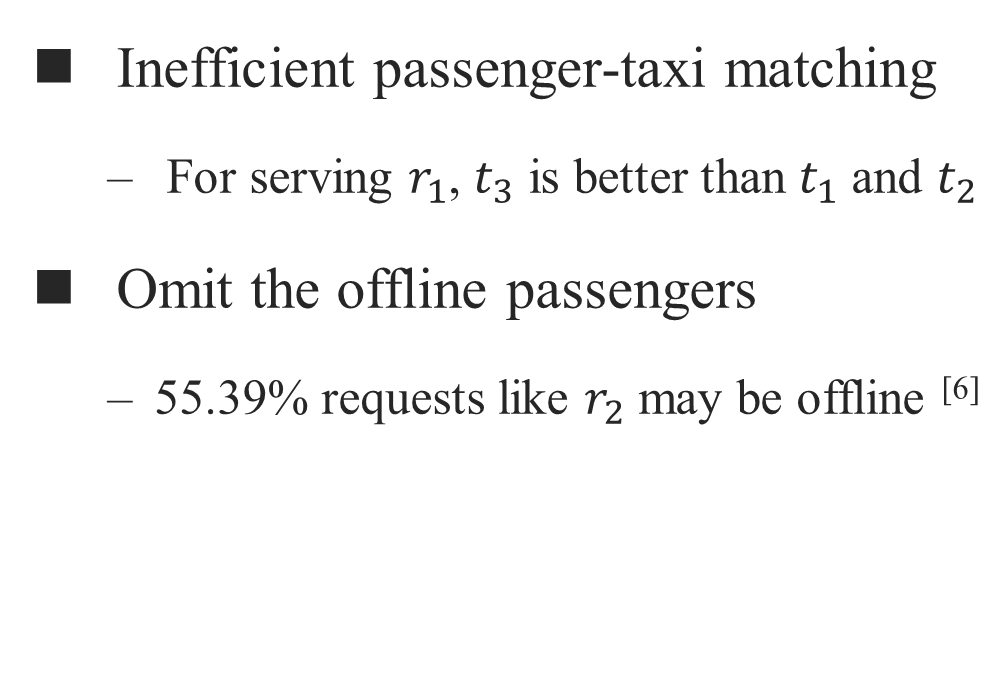 ■ Inefficient passenger-taxi matching
– For serving r₁, t₃ is better than t₁ and t₂
■ Omit the offline passengers
– 55.39% requests like r₂ may be offline [6]